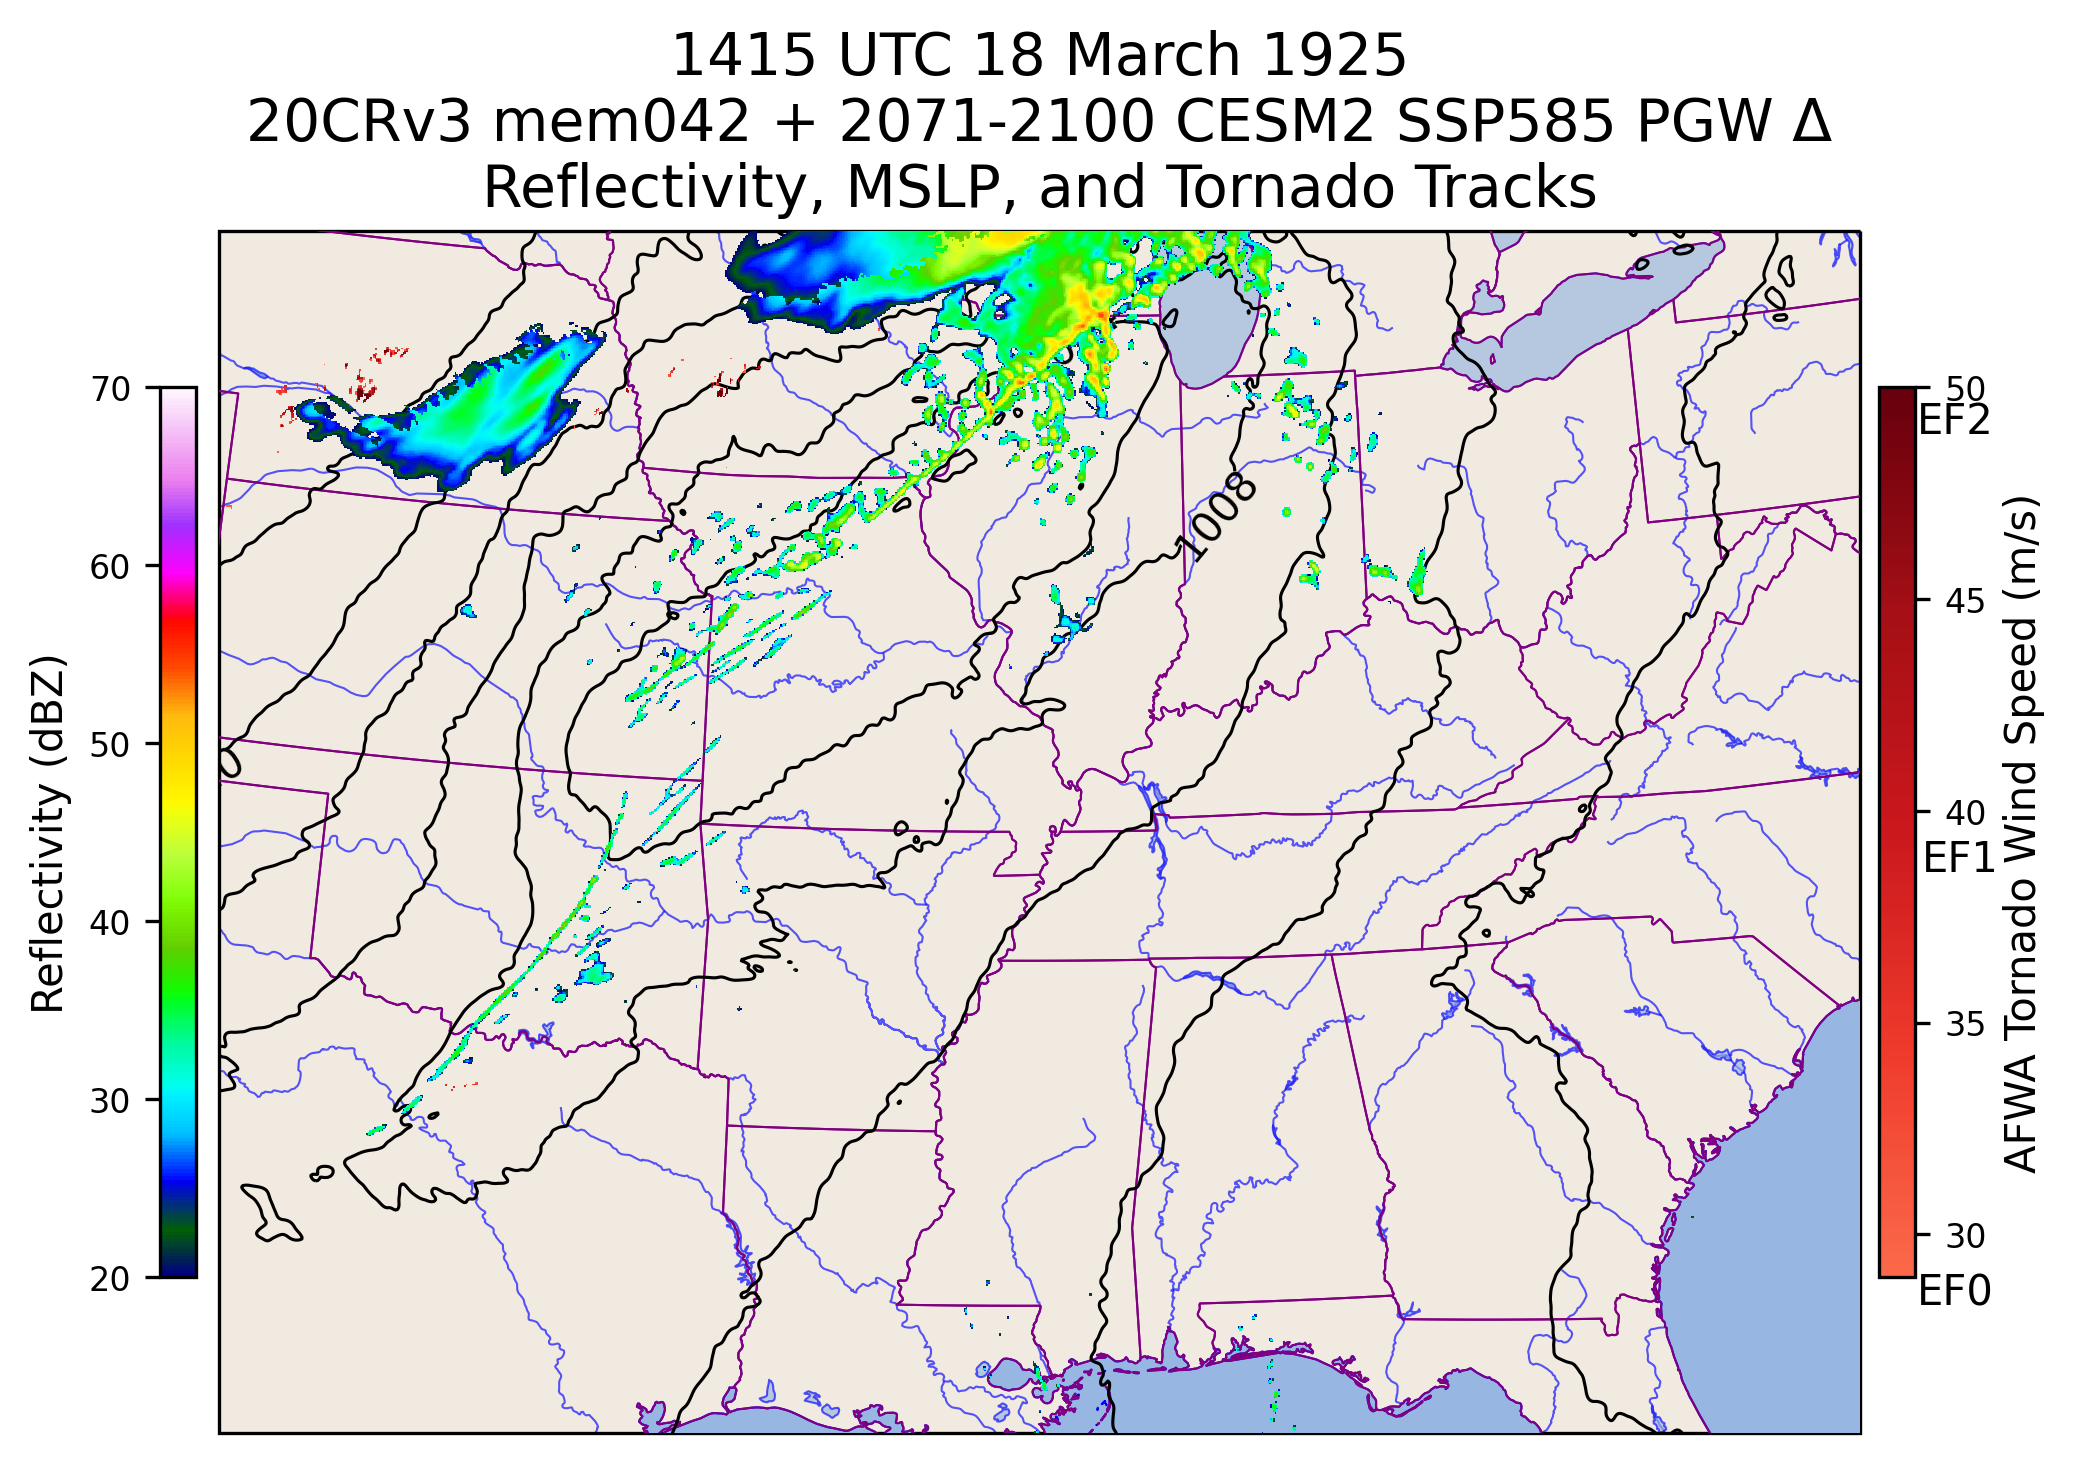 1415 UTC 18 March 1925
20CRv3 mem042 + 2071-2100 CESM2 SSP585 PGW Δ
Reflectivity, MSLP, and Tornado Tracks
Reflectivity (dBZ)
70
60
50
40
30
20
1008
50
EF2
45
40
EF1
35
30
EF0
AFWA Tornado Wind Speed (m/s)